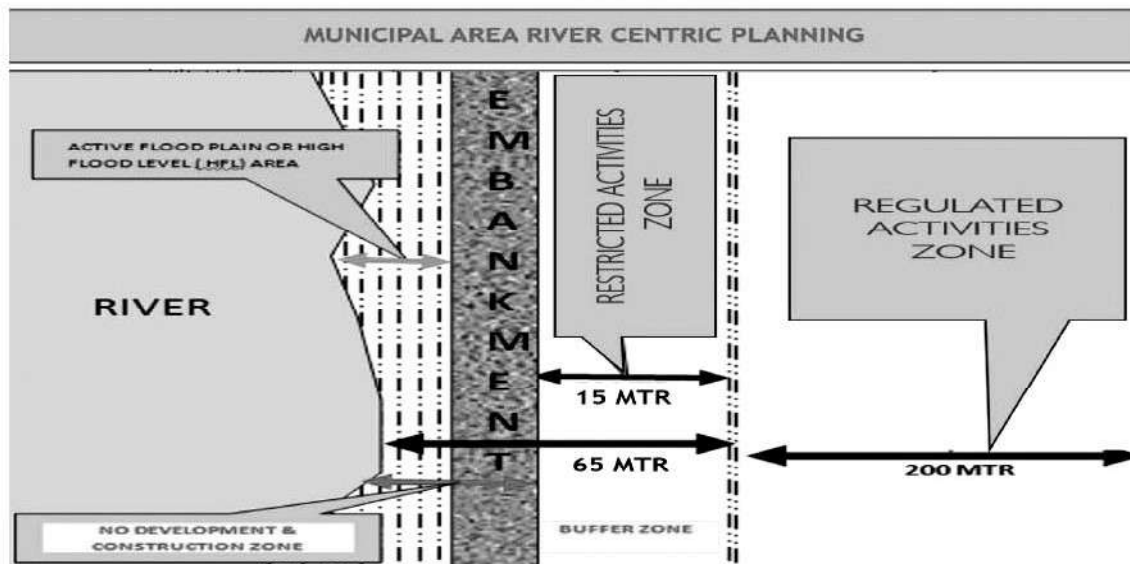 MUNICIPAL AREA RIVER CENTRIC PLANNING
ACTIVE FLOOD PLAIN OR HIGH
FLOOD LEVEL ( HFL) AREA
RIVER
EMBANKMENT
RESTRICTED ACTIVITIES
ZONE
REGULATED
ACTIVITIES
ZONE
15 MTR
65 MTR
200 MTR
NO DEVELOPMENT &
CONSTRUCTION ZONE
BUFFER ZONE